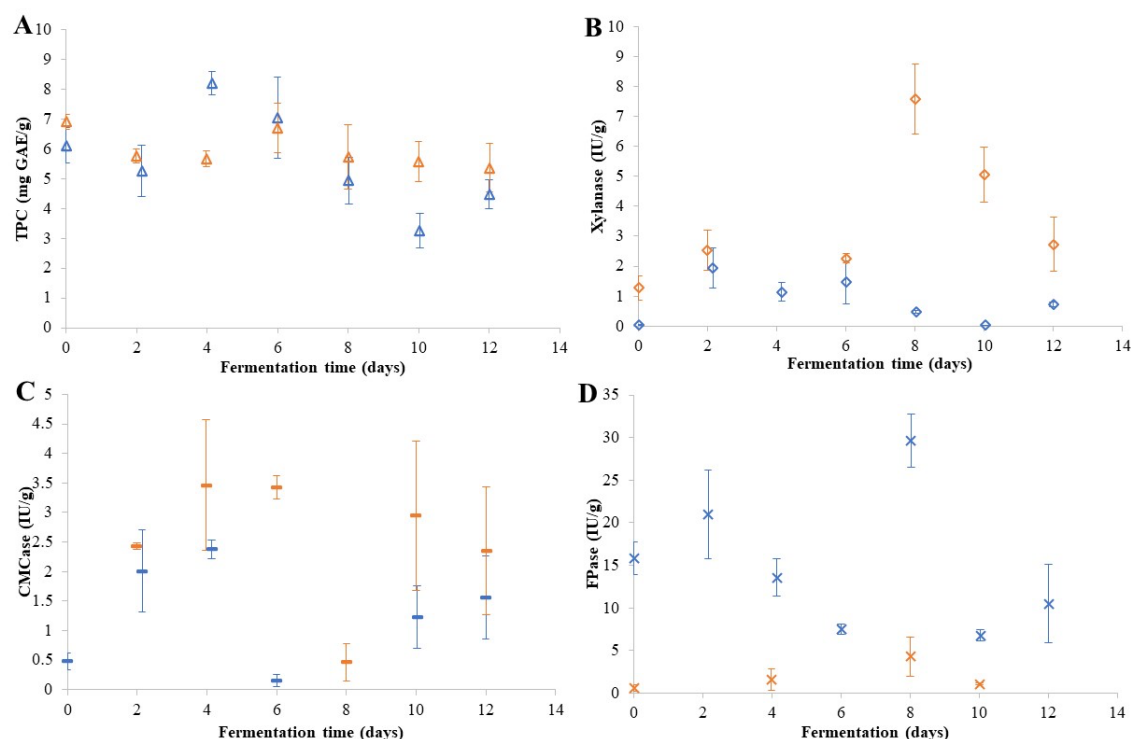 A
10
9
8
7
6
5
4
3
2
1
0
TPC (mg GAE/g)
0 2 4 6 8 10 12 14
Fermentation time (days)
B
10
9
8
7
6
5
4
3
2
1
0
Xylanase (IU/g)
0 2 4 6 8 10 12 14
Fermentation time (days)
C
5
4.5
4
3.5
3
2.5
2
1.5
1
0.5
0
CMCase (IU/g)
0 2 4 6 8 10 12 14
Fermentation time (days)
D
35
30
25
20
15
10
5
0
FPase (IU/g)
0 2 4 6 8 10 12 14
Fermentation (days)